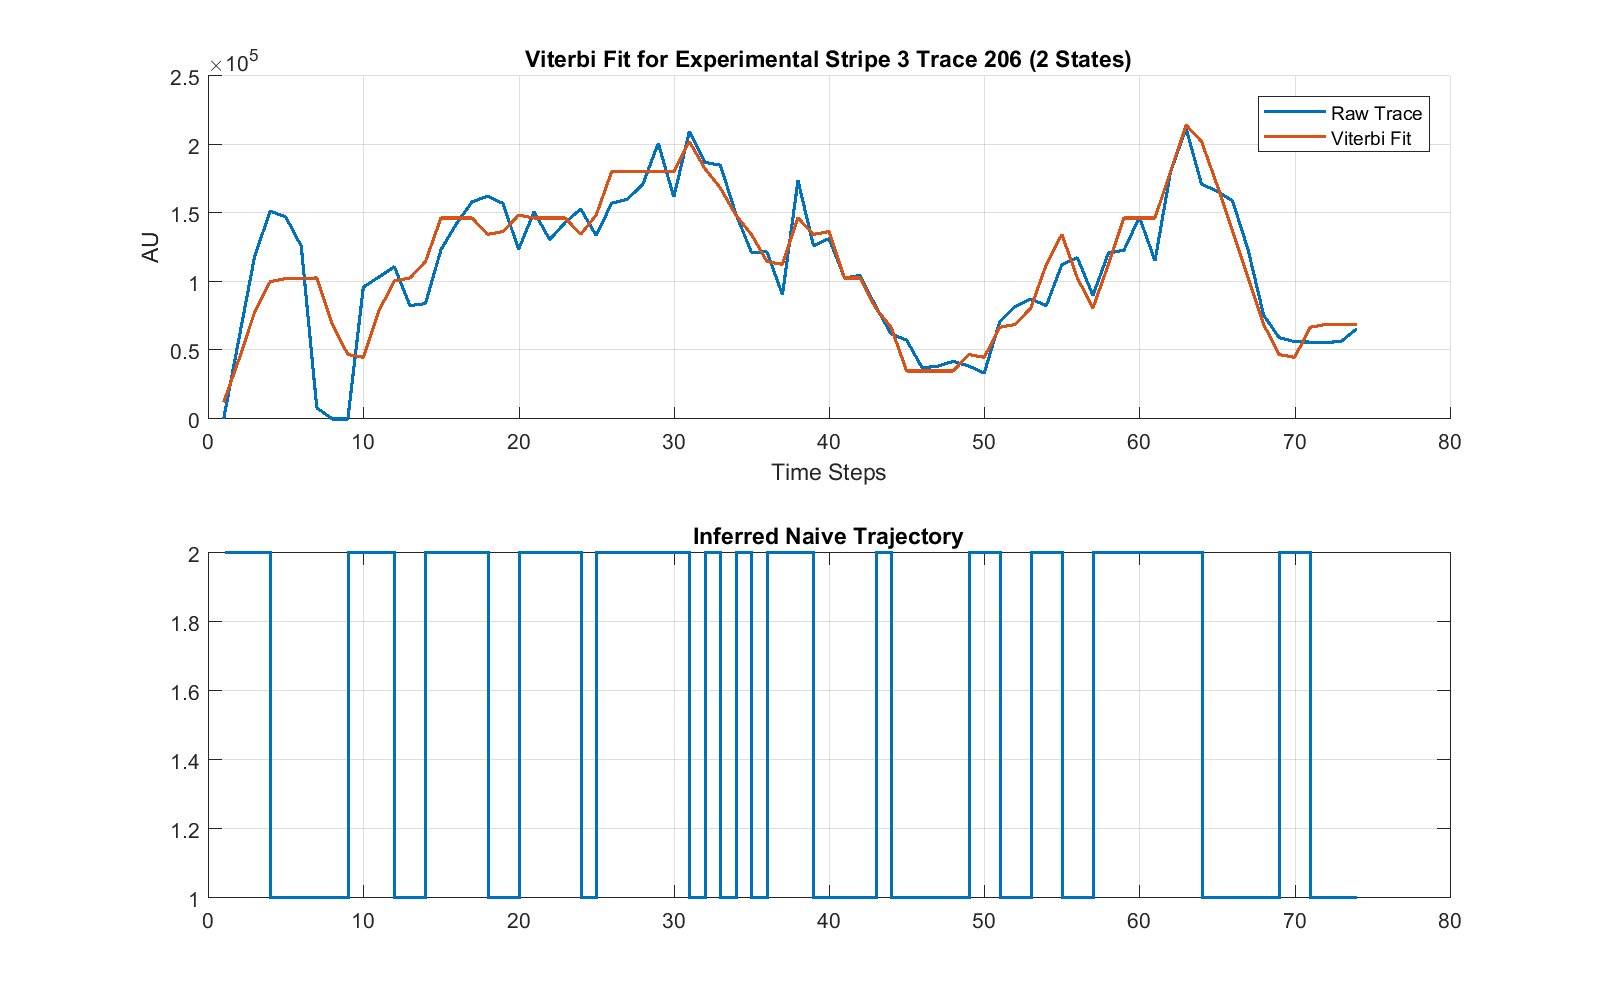 Viterbi Fit for Experimental Stripe 3 Trace 206 (2 States)
×10^5
2.5
2
1.5
1
0.5
0
AU
Raw Trace
Viterbi Fit
0 10 20 30 40 50 60 70 80
Time Steps
Inferred Naive Trajectory
2
1.8
1.6
1.4
1.2
1
0 10 20 30 40 50 60 70 80